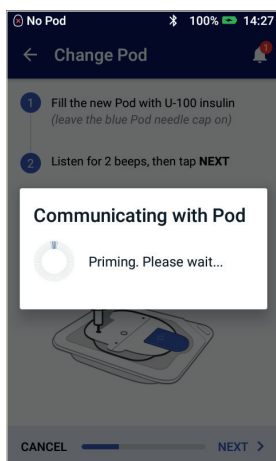 No Pod 100% 14:27
Change Pod
1 Fill the new Pod with U-100 insulin
(leave the blue Pod needle cap on)
2 Listen for 2 beeps, then tap NEXT
Communicating with Pod
Priming. Please wait...
CANCEL NEXT